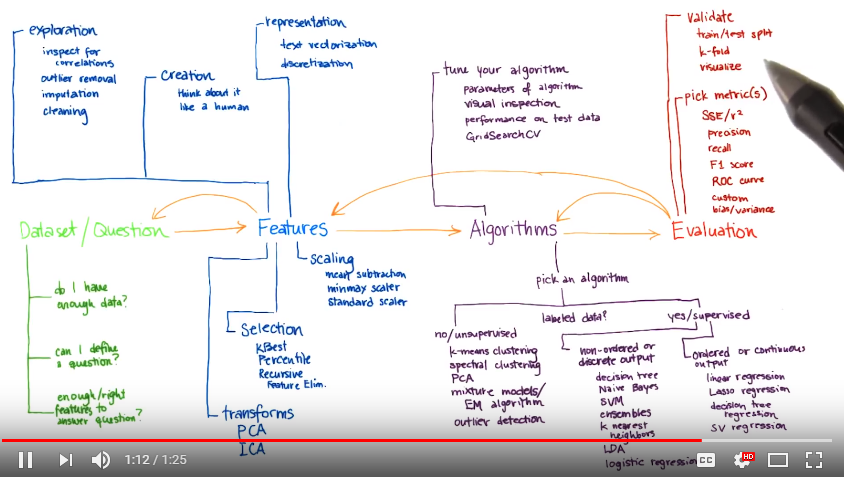 exploration
inspect for
correlations
outlier removal
imputation
cleaning
creation
think about it
like a human
representation
text vectorization
discretization
tune your algorithm
parameters of algorithm
visual inspection
performance on test data
GridSearchCV
validate
train/test split
k-fold
visualize
pick metric(s)
SSE/r²
precision
recall
F1 score
ROC curve
custom
bias/variance
Dataset/Question
Features
Algorithms
Evaluation
do I have
enough data?
can I define
a question?
enough/right
features to
answer question?
scaling
mean subtraction
minmax scaler
standard scaler
Selection
KBest
Percentile
Recursive
Feature Elim.
transforms
PCA
ICA
pick an algorithm
labeled data?
no/unsupervised
k-means clustering
spectral clustering
PCA
mixture models/
EM algorithm
outlier detection
yes/supervised
non-ordered or
discrete output
decision tree
Naive Bayes
SVM
ensembles
k nearest
neighbors
LDA
logistic regression
ordered or continuous
output
linear regression
Lasso regression
decision tree
regression
SV regression
1:12 / 1:25
CC
HD